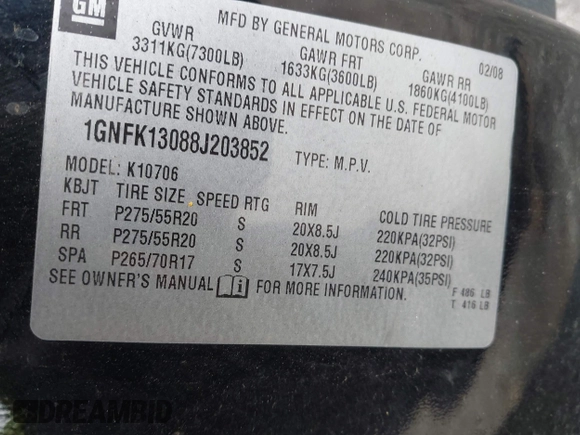 GM
MFD BY GENERAL MOTORS CORP.
02/08
GVWR GAWR FRT GAWR RR
3311KG(7300LB) 1633KG(3600LB) 1860KG(4100LB)
THIS VEHICLE CONFORMS TO ALL APPLICABLE U.S. FEDERAL MOTOR
VEHICLE SAFETY STANDARDS IN EFFECT ON THE DATE OF
MANUFACTURE SHOWN ABOVE.
1GNFK13088J203852 TYPE: M.P.V.
MODEL: K10706
KBJT TIRE SIZE SPEED RTG RIM COLD TIRE PRESSURE
FRT P275/55R20 S 20X8.5J 220KPA(32PSI)
RR P275/55R20 S 20X8.5J 220KPA(32PSI)
SPA P265/70R17 S 17X7.5J 240KPA(35PSI)
SEE OWNER'S MANUAL i FOR MORE INFORMATION.
F 486 LB
T 416 LB
DREAMBID